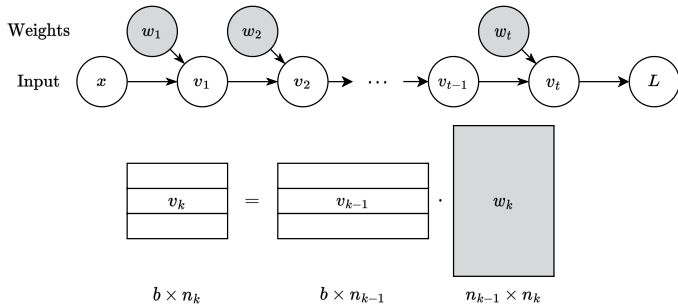 Weights w₁ w₂ wₜ
Input x v₁ v₂ ⋯ vₜ₋₁ vₜ L
vₖ = vₖ₋₁ · wₖ
b × nₖ b × nₖ₋₁ nₖ₋₁ × nₖ